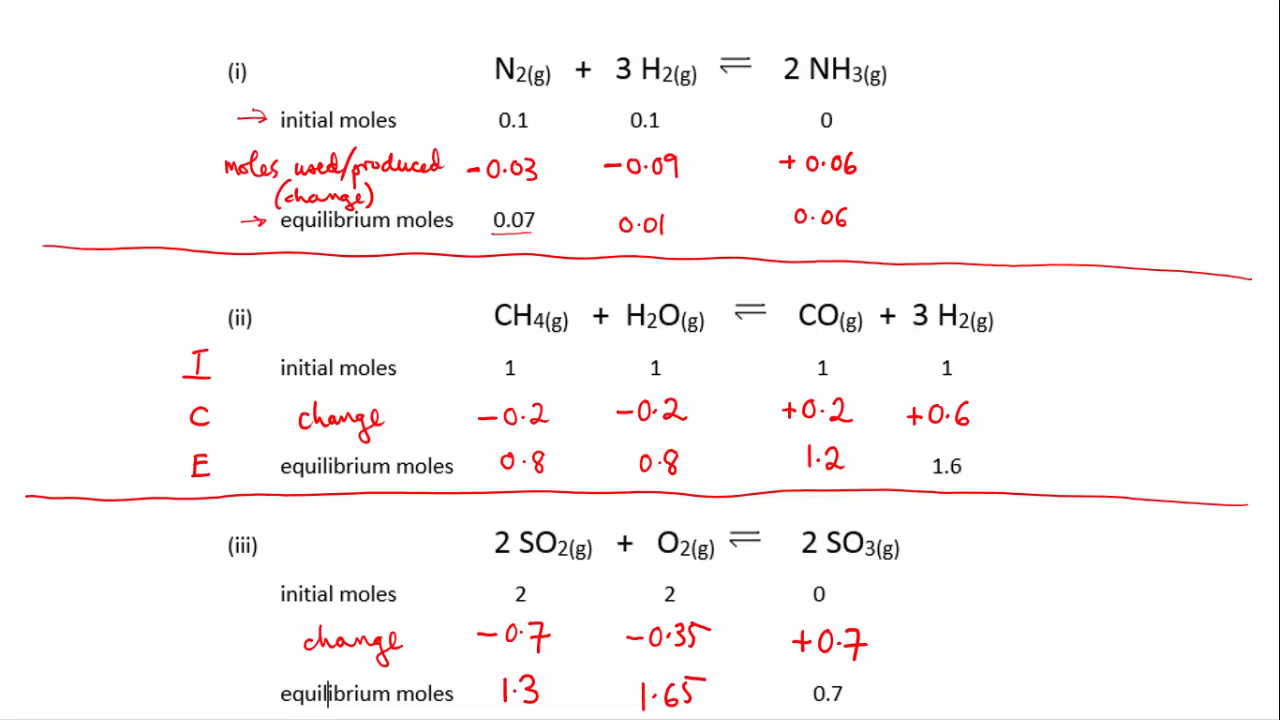 (i) N₂(g) + 3 H₂(g) ⇌ 2 NH₃(g)
→ initial moles 0.1 0.1 0
moles used/produced -0.03 -0.09 +0.06
(change)
→ equilibrium moles 0.07 0.01 0.06
(ii) CH₄(g) + H₂O(g) ⇌ CO(g) + 3 H₂(g)
I initial moles 1 1 1 1
C change -0.2 -0.2 +0.2 +0.6
E equilibrium moles 0.8 0.8 1.2 1.6
(iii) 2 SO₂(g) + O₂(g) ⇌ 2 SO₃(g)
initial moles 2 2 0
change -0.7 -0.35 +0.7
equilibrium moles 1.3 1.65 0.7